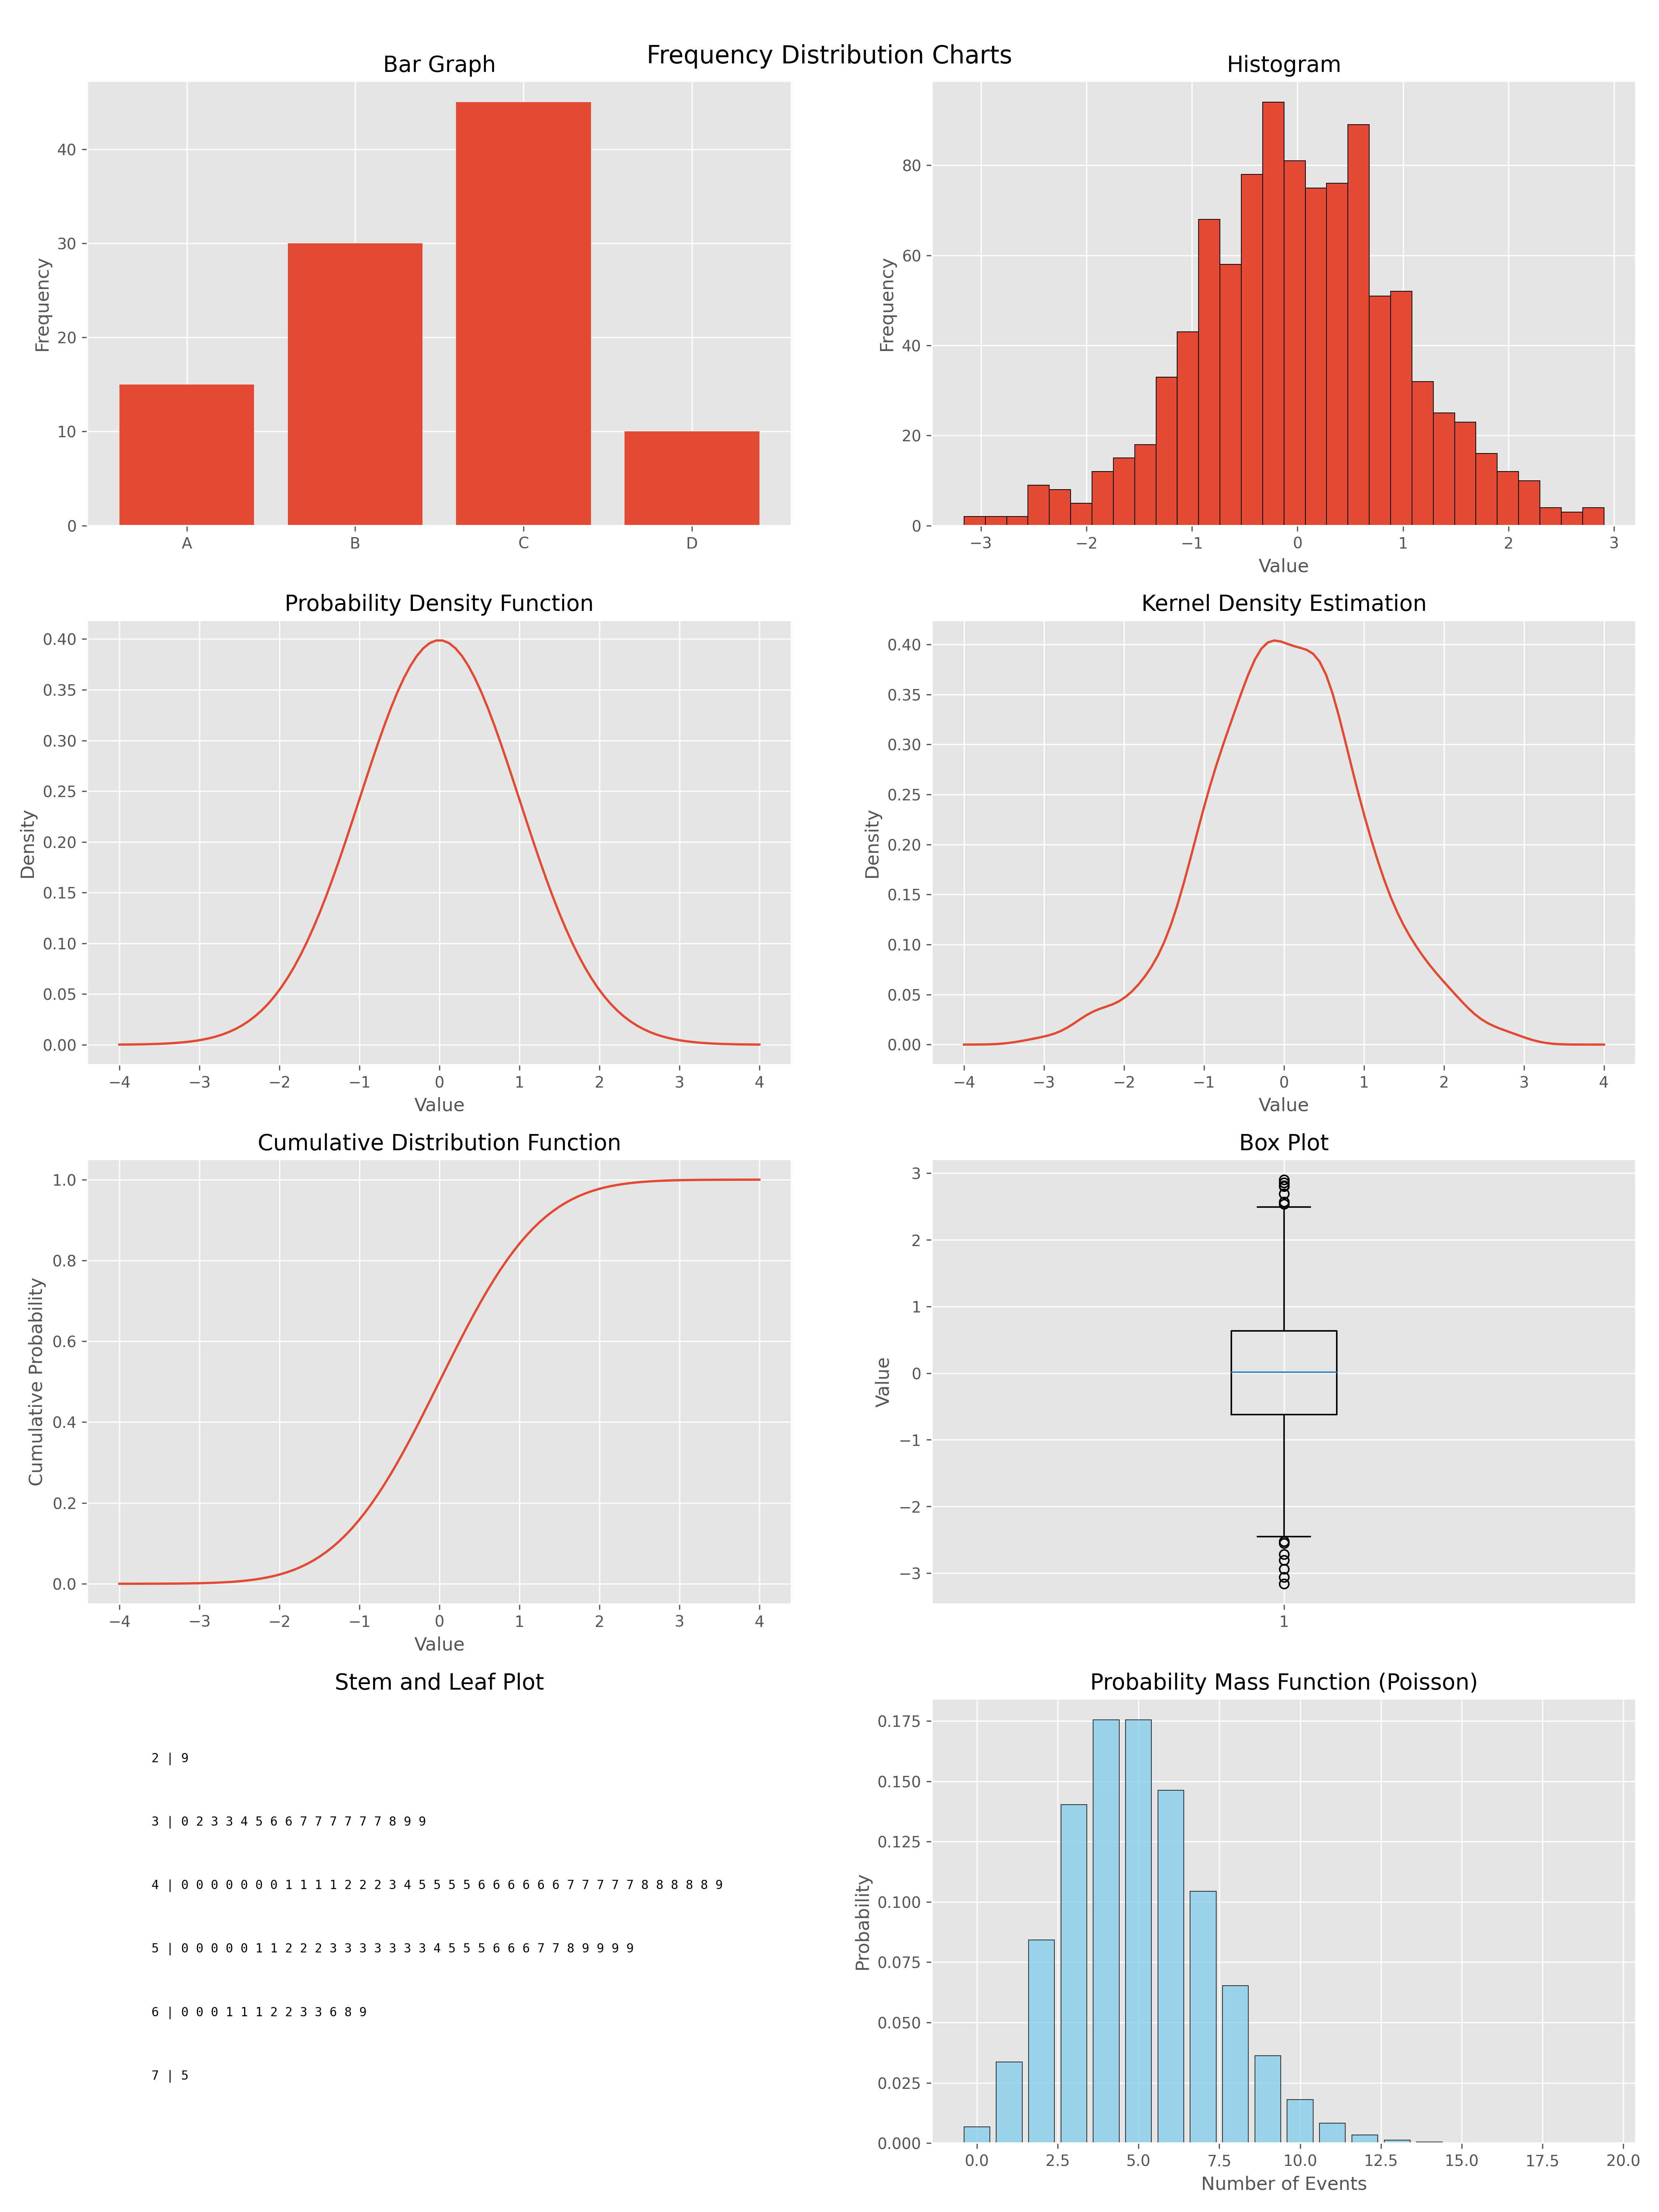 Frequency Distribution Charts
Bar Graph
Frequency
40
30
20
10
0
A B C D
Histogram
Frequency
80
60
40
20
0
−3 −2 −1 0 1 2 3
Value
Probability Density Function
Density
0.40
0.35
0.30
0.25
0.20
0.15
0.10
0.05
0.00
−4 −3 −2 −1 0 1 2 3 4
Value
Kernel Density Estimation
Density
0.40
0.35
0.30
0.25
0.20
0.15
0.10
0.05
0.00
−4 −3 −2 −1 0 1 2 3 4
Value
Cumulative Distribution Function
Cumulative Probability
1.0
0.8
0.6
0.4
0.2
0.0
−4 −3 −2 −1 0 1 2 3 4
Value
Box Plot
Value
3
2
1
0
−1
−2
−3
1
Stem and Leaf Plot
2 | 9
3 | 0 2 3 3 4 5 6 6 7 7 7 7 7 7 8 9 9
4 | 0 0 0 0 0 0 0 1 1 1 1 2 2 2 3 4 5 5 5 5 6 6 6 6 6 6 7 7 7 7 7 8 8 8 8 8 9
5 | 0 0 0 0 0 1 1 2 2 2 3 3 3 3 3 3 3 4 5 5 5 6 6 6 7 7 8 9 9 9 9
6 | 0 0 0 1 1 1 2 2 3 3 6 8 9
7 | 5
Probability Mass Function (Poisson)
Probability
0.175
0.150
0.125
0.100
0.075
0.050
0.025
0.000
0.0 2.5 5.0 7.5 10.0 12.5 15.0 17.5 20.0
Number of Events